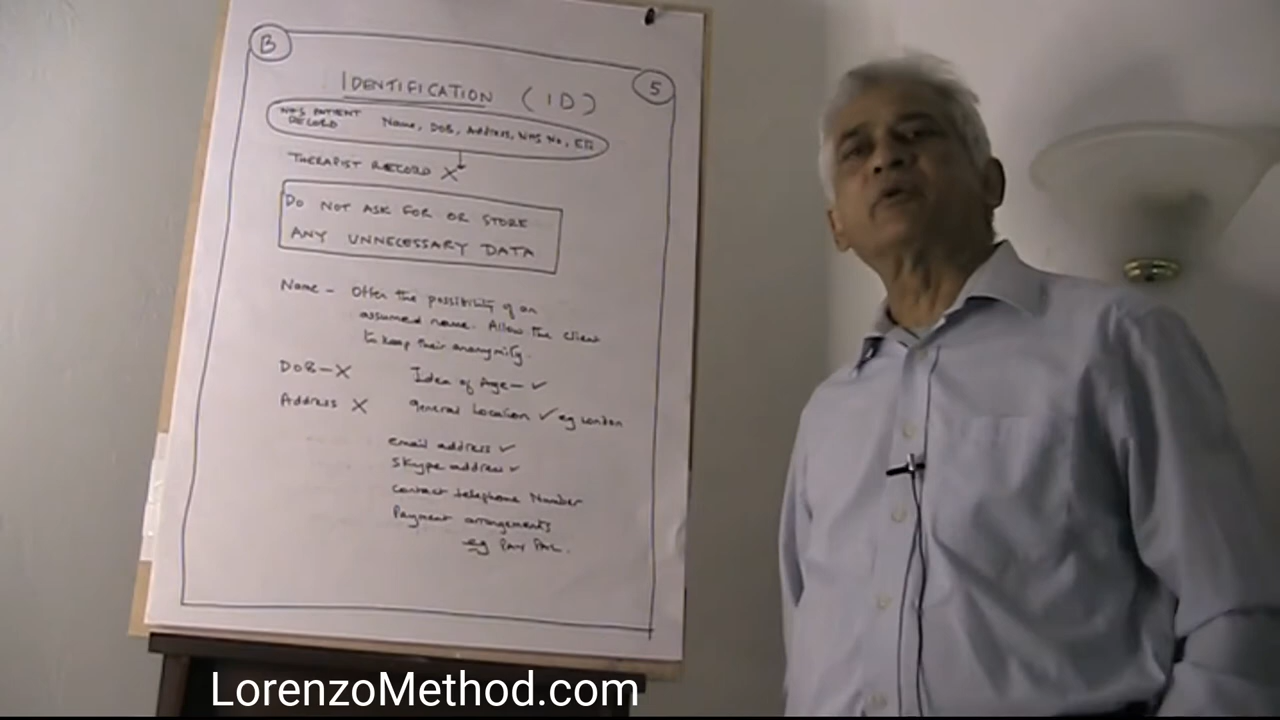 B
5
IDENTIFICATION (ID)
NHS PATIENT
RECORD Name, DOB, Address, NHS No, ETC
THERAPIST RECORD X
DO NOT ASK FOR OR STORE
ANY UNNECESSARY DATA
Name - Offer the possibility of an
assumed name. Allow the client
to keep their anonymity.
DOB - X Idea of Age - ✓
Address X general location ✓ eg London
email address ✓
Skype address ✓
Contact telephone Number
Payment arrangements
eg PAY PAL.
LorenzoMethod.com